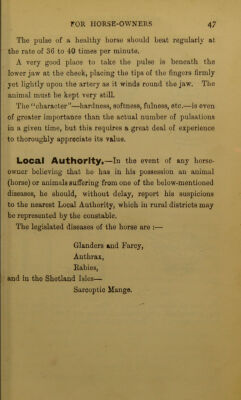 FOR HORSE-OWNERS 47
The pulse of a healthy horse should beat regularly at
the rate of 36 to 40 times per minute.
A very good place to take the pulse is beneath the
lower jaw at the cheek, placing the tips of the fingers firmly
yet lightly upon the artery as it winds round the jaw. The
animal must be kept very still.
The "character"—hardness, softness, fulness, etc.—is even
of greater importance than the actual number of pulsations
in a given time, but this requires a great deal of experience
to thoroughly appreciate its value.
Local Authority.—In the event of any horse-
owner believing that he has in his possession an animal
(horse) or animals suffering from one of the below-mentioned
diseases, he should, without delay, report his suspicions
to the nearest Local Authority, which in rural districts may
be represented by the constable.
The legislated diseases of the horse are :—
Glanders and Farcy,
Anthrax,
Rabies,
and in the Shetland Isles—
Sarcoptic Mange.